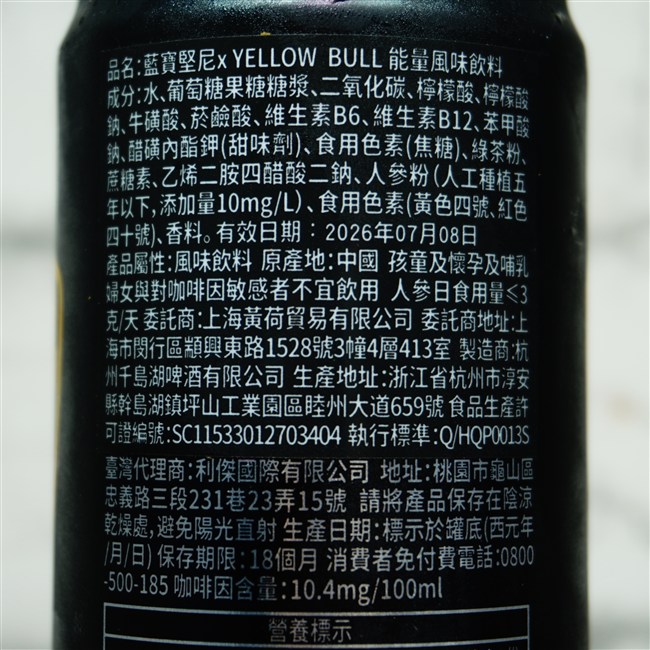 品名:藍寶堅尼x YELLOW BULL 能量風味飲料
成分:水、葡萄糖果糖糖漿、二氧化碳、檸檬酸、檸檬酸
鈉、牛磺酸、菸鹼酸、維生素B6、維生素B12、苯甲酸
鈉、醋磺內酯鉀(甜味劑)、食用色素(焦糖)、綠茶粉、
蔗糖素、乙烯二胺四醋酸二鈉、人參粉(人工種植五
年以下,添加量10mg/L)、食用色素(黃色四號、紅色
四十號)、香料。有效日期:2026年07月08日
產品屬性:風味飲料 原產地:中國 孩童及懷孕及哺乳
婦女與對咖啡因敏感者不宜飲用 人參日食用量≤3
克/天 委託商:上海黃荷貿易有限公司 委託商地址:上
海市閔行區顓興東路1528號3幢4層413室 製造商:杭
州千島湖啤酒有限公司 生產地址:浙江省杭州市淳安
縣幹島湖鎮坪山工業園區睦州大道659號 食品生產許
可證編號:SC11533012703404 執行標準:Q/HQP0013S
臺灣代理商:利傑國際有限公司 地址:桃園市龜山區
忠義路三段231巷23弄15號 請將產品保存在陰涼
乾燥處,避免陽光直射 生產日期:標示於罐底(西元年
/月/日) 保存期限:18個月 消費者免付費電話:0800
-500-185 咖啡因含量:10.4mg/100ml
營養標示